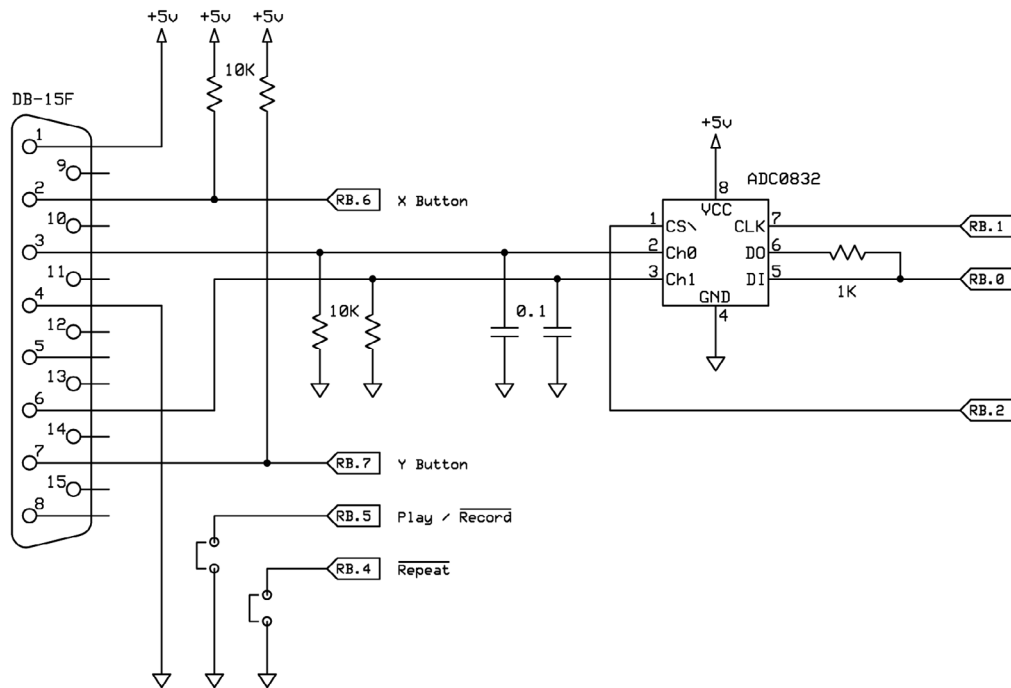 +5v +5v +5v
10K
DB-15F
+5v
1
9
ADC0832
8
2
RB.6 X Button
VCC
10
1 CS\ CLK 7 RB.1
3
2 Ch0 DO 6
11
3 Ch1 DI 5 RB.0
1K
4
GND
10K
0.1
4
12
5
13
6
RB.2
14
7
RB.7 Y Button
15
8
RB.5 Play / Record
RB.4 Repeat